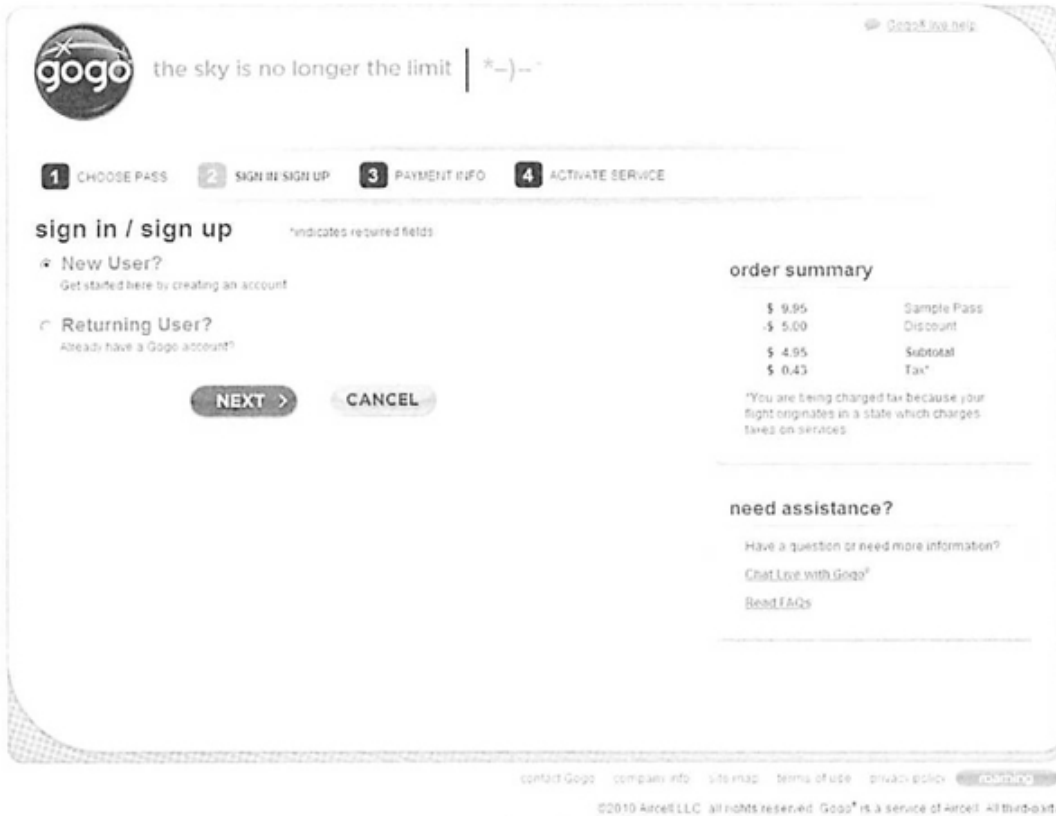 Gogo® live help
gogo
the sky is no longer the limit | *-)--
1 CHOOSE PASS 2 SIGN IN/SIGN UP 3 PAYMENT INFO 4 ACTIVATE SERVICE
sign in / sign up *indicates required fields
New User?
Get started here by creating an account
Returning User?
Already have a Gogo account?
NEXT > CANCEL
order summary
$ 9.95 Sample Pass
-$ 5.00 Discount
$ 4.95 Subtotal
$ 0.43 Tax*
*You are being charged tax because your
flight originates in a state which charges
taxes on services.
need assistance?
Have a question or need more information?
Chat Live with Gogo®
Read FAQs
contact Gogo company info site map terms of use privacy policy roaming
©2010 Aircell LLC. all rights reserved. Gogo® is a service of Aircell. All third-part